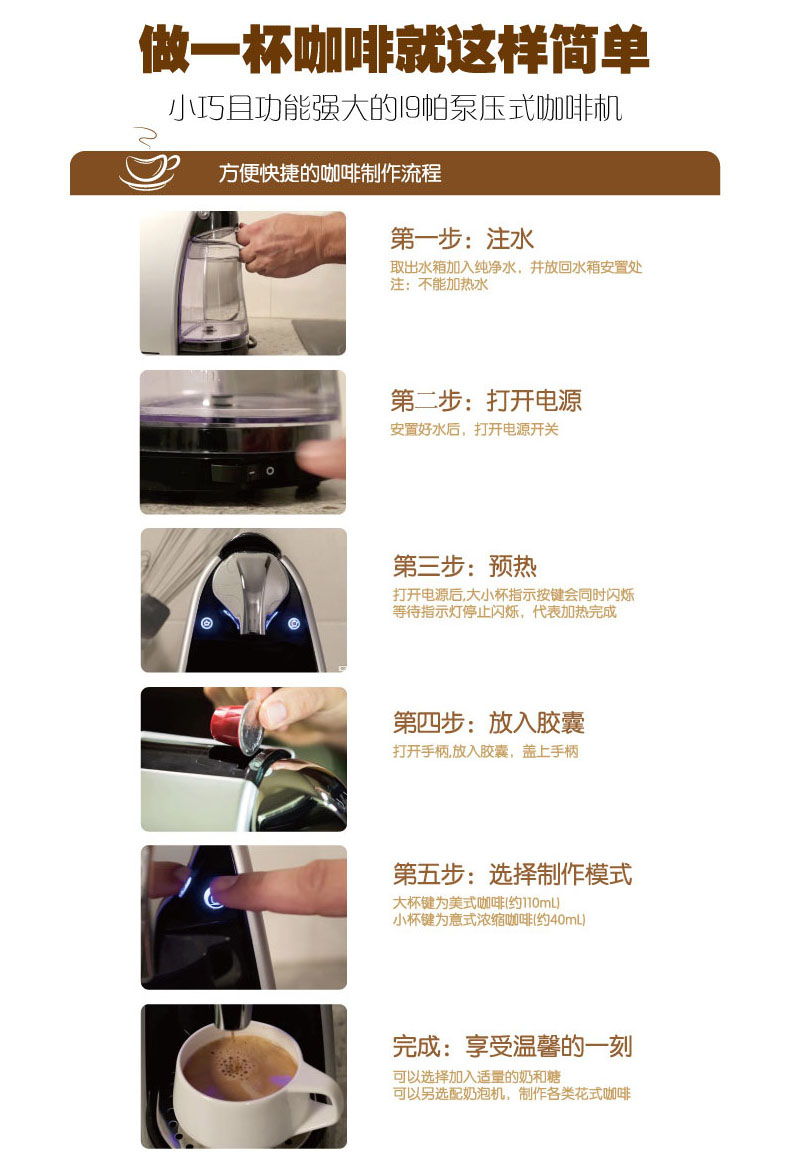 做一杯咖啡就这样简单
小巧且功能强大的19帕泵压式咖啡机
方便快捷的咖啡制作流程
第一步：注水
取出水箱加入纯净水，并放回水箱安置处
注：不能加热水
第二步：打开电源
安置好水后，打开电源开关
第三步：预热
打开电源后,大小杯指示按键会同时闪烁
等待指示灯停止闪烁，代表加热完成
第四步：放入胶囊
打开手柄,放入胶囊，盖上手柄
第五步：选择制作模式
大杯键为美式咖啡(约110mL)
小杯键为意式浓缩咖啡(约40mL)
完成：享受温馨的一刻
可以选择加入适量的奶和糖
可以另选配奶泡机，制作各类花式咖啡